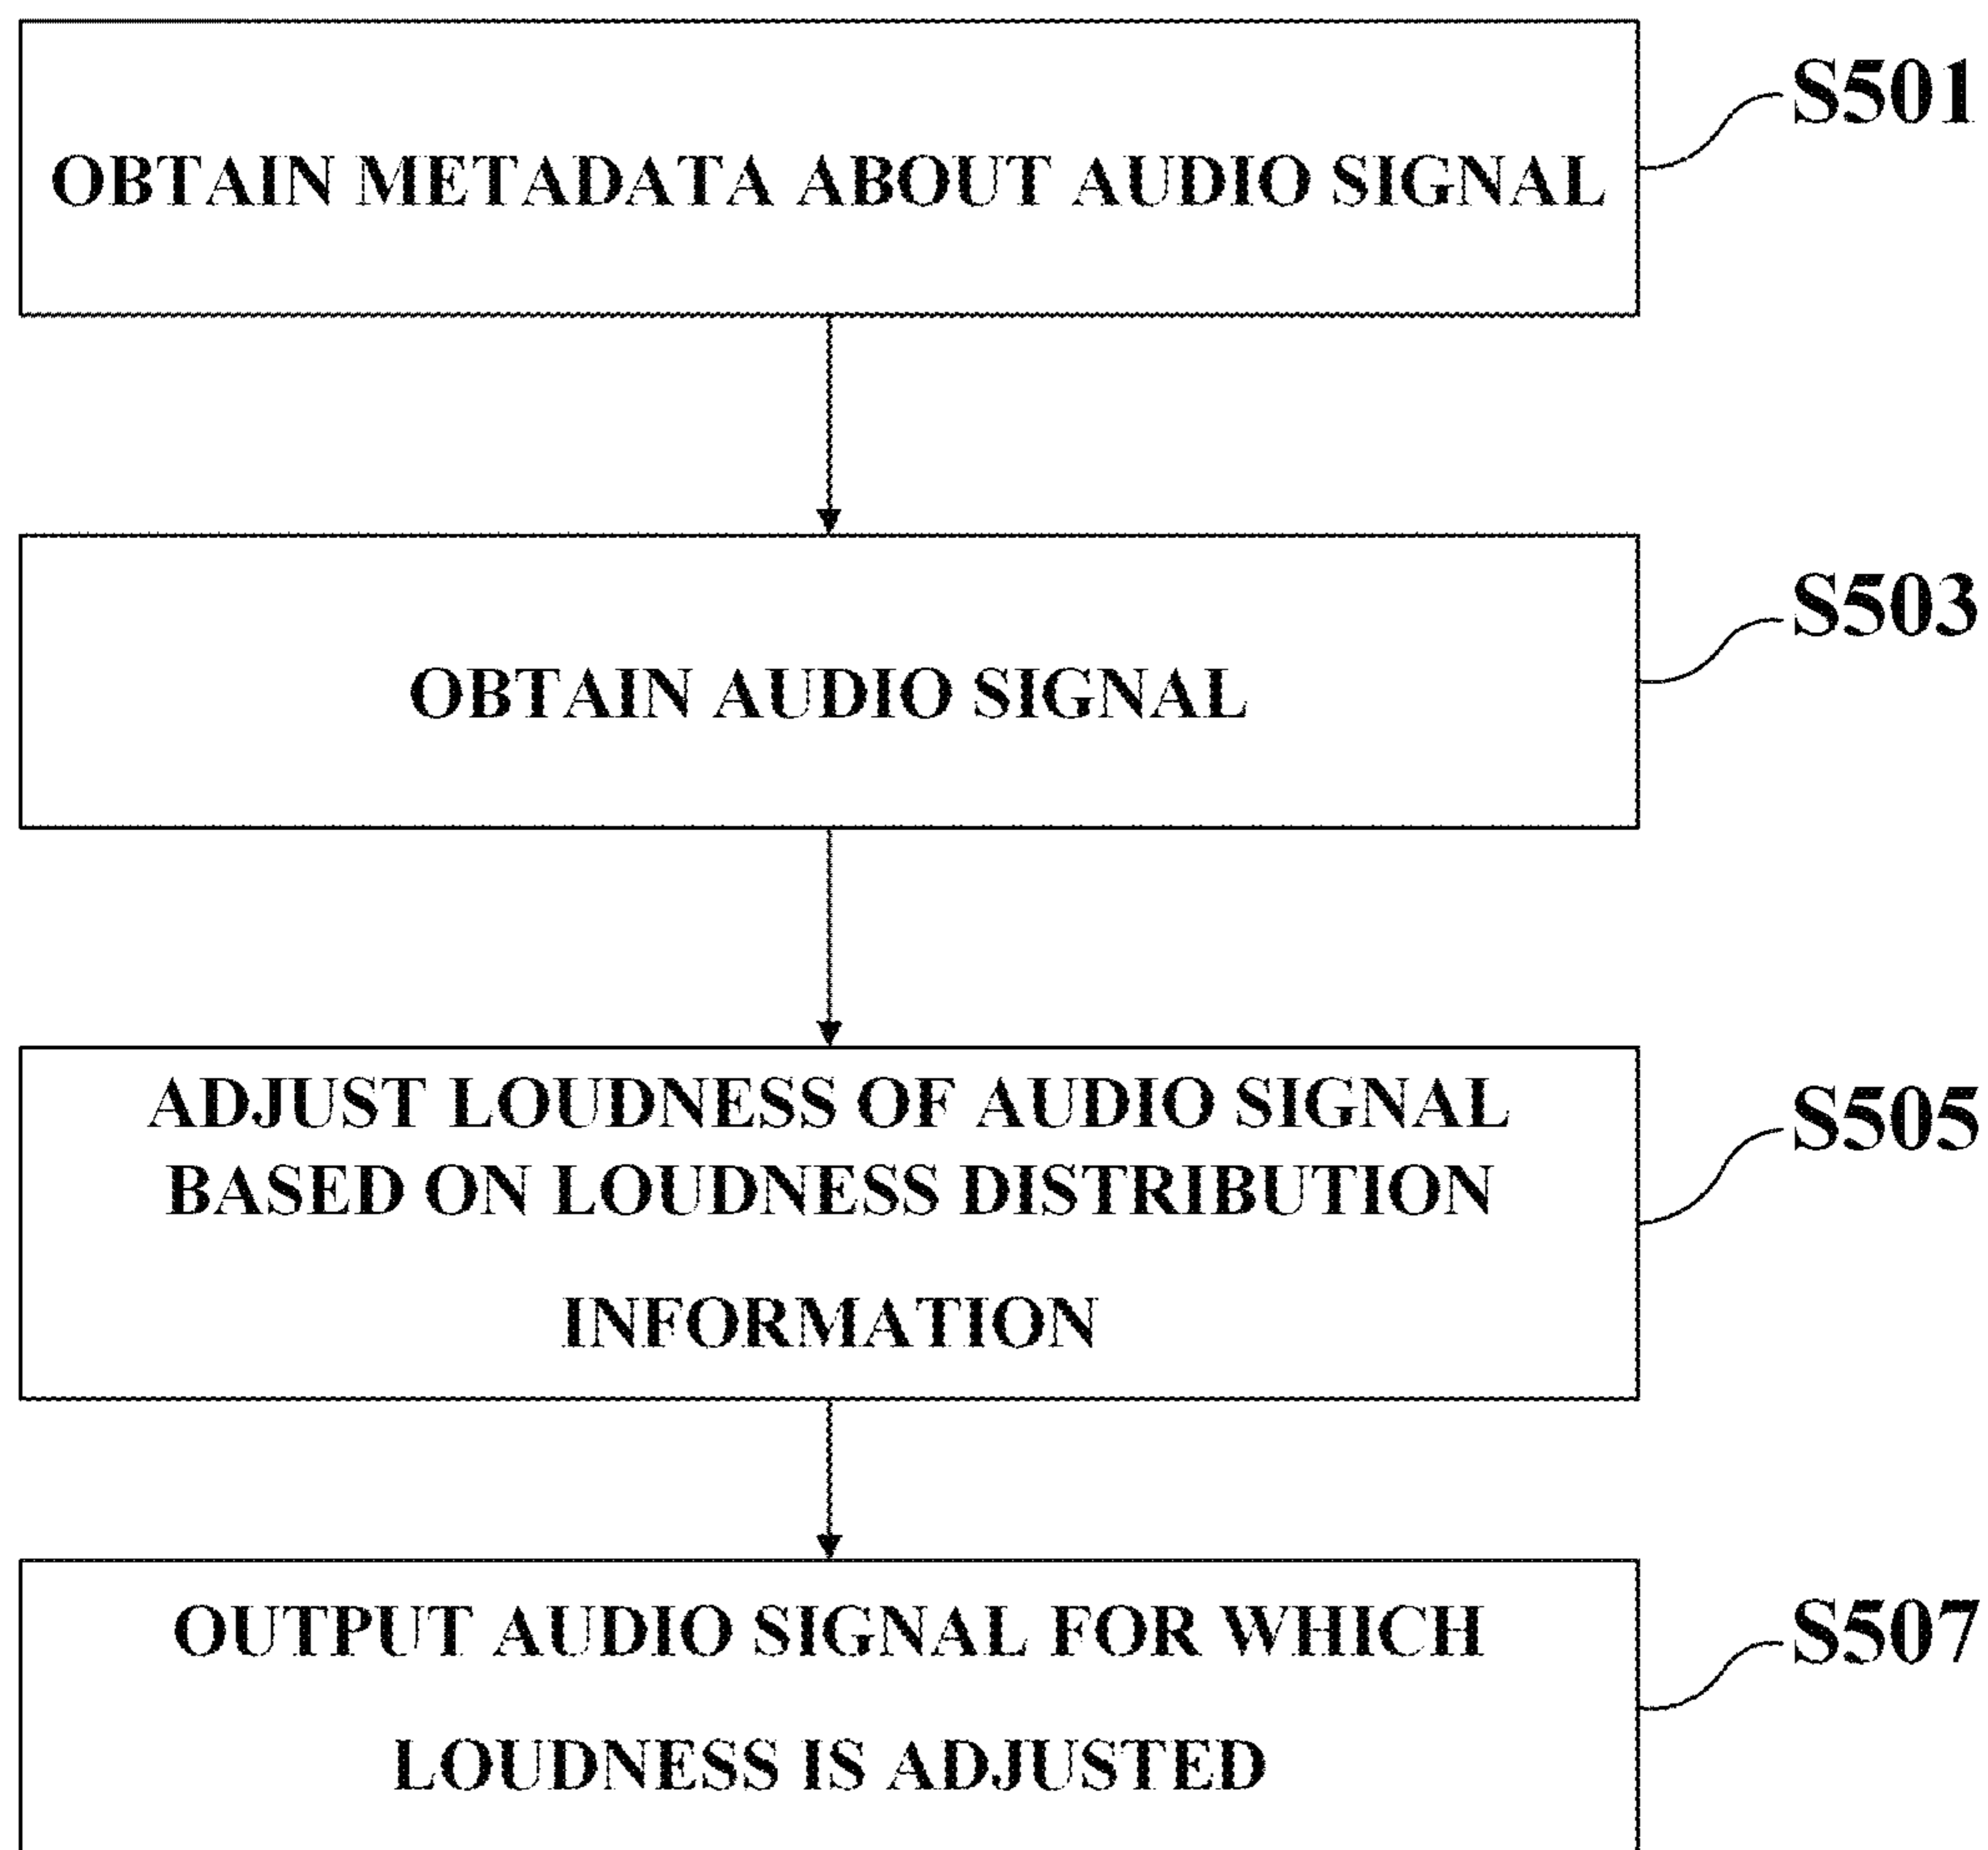 OBTAIN METADATA ABOUT AUDIO SIGNAL
S501
OBTAIN AUDIO SIGNAL
S503
ADJUST LOUDNESS OF AUDIO SIGNAL
BASED ON LOUDNESS DISTRIBUTION
INFORMATION
S505
OUTPUT AUDIO SIGNAL FOR WHICH
LOUDNESS IS ADJUSTED
S507